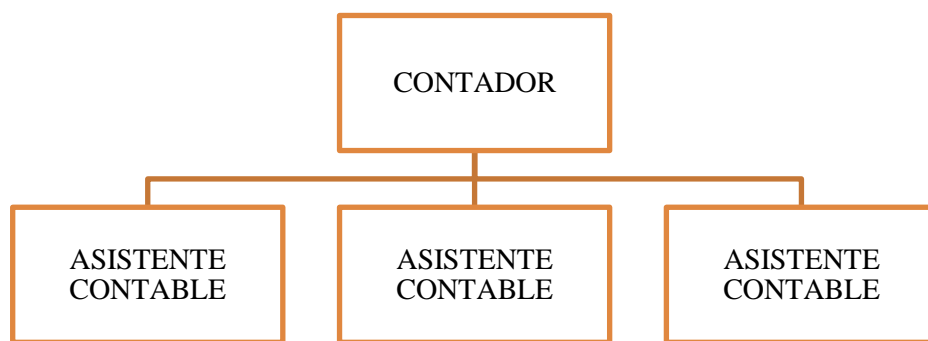 CONTADOR
ASISTENTE
CONTABLE
ASISTENTE
CONTABLE
ASISTENTE
CONTABLE